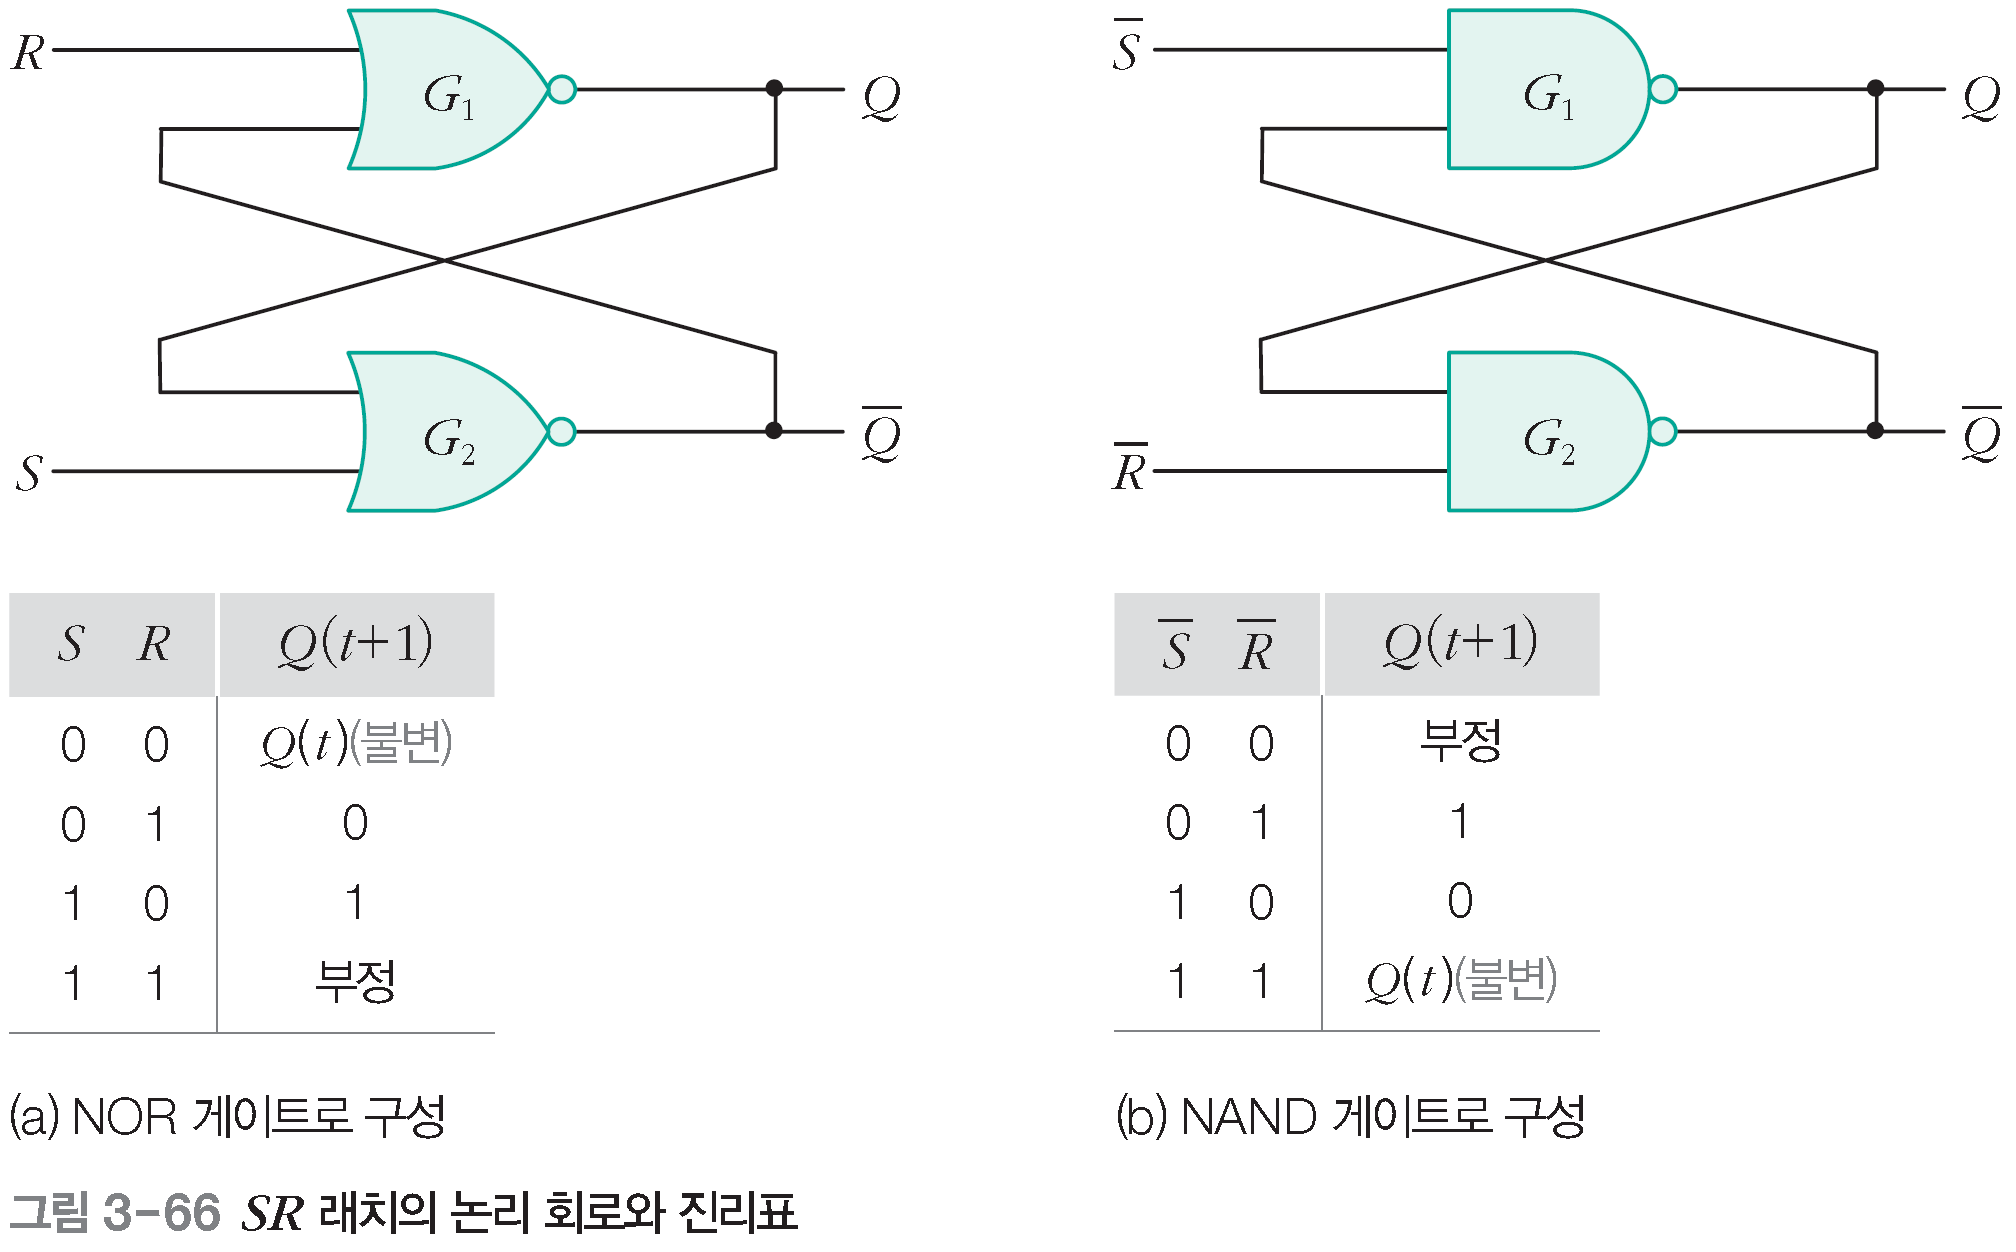 R
G₁
Q
G₂
Q̅
S
S̅
G₁
Q
G₂
Q̅
R̅
S R Q(t+1)
0 0 Q(t)(불변)
0 1 0
1 0 1
1 1 부정
(a) NOR 게이트로 구성
S̅ R̅ Q(t+1)
0 0 부정
0 1 1
1 0 0
1 1 Q(t)(불변)
(b) NAND 게이트로 구성
그림 3-66 SR 래치의 논리 회로와 진리표